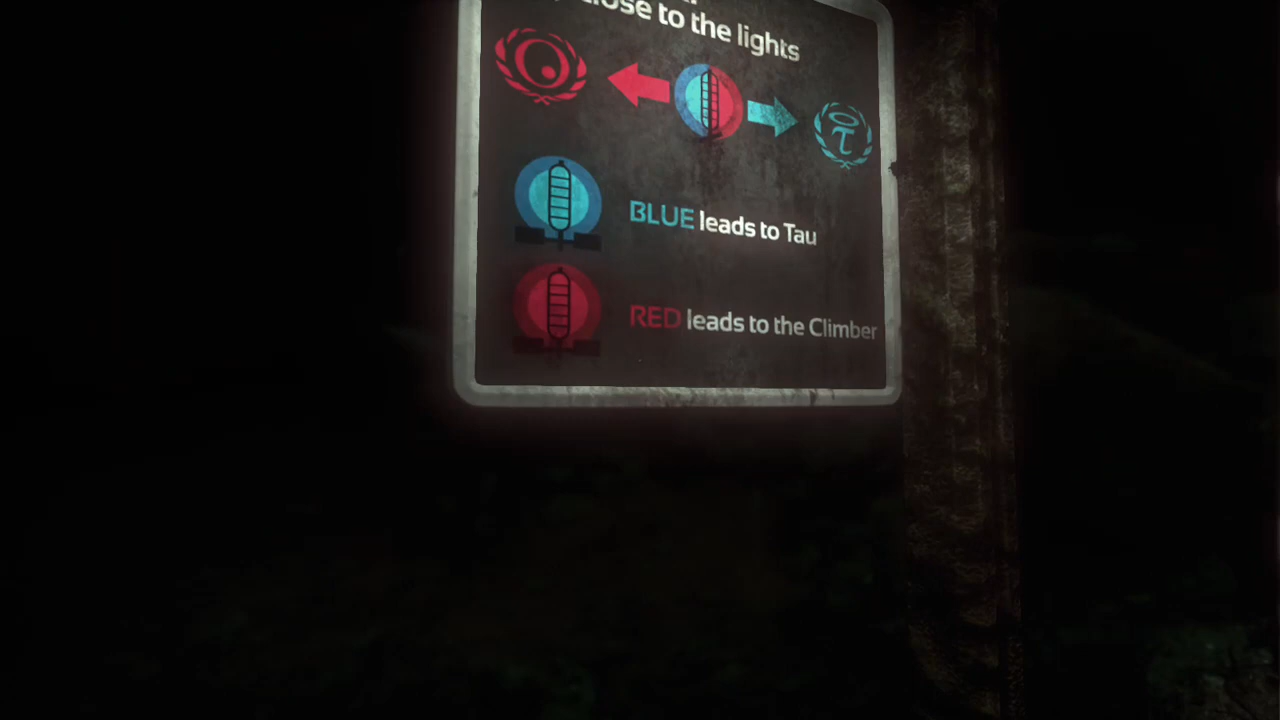 close to the lights
τ
BLUE leads to Tau
RED leads to the Climber